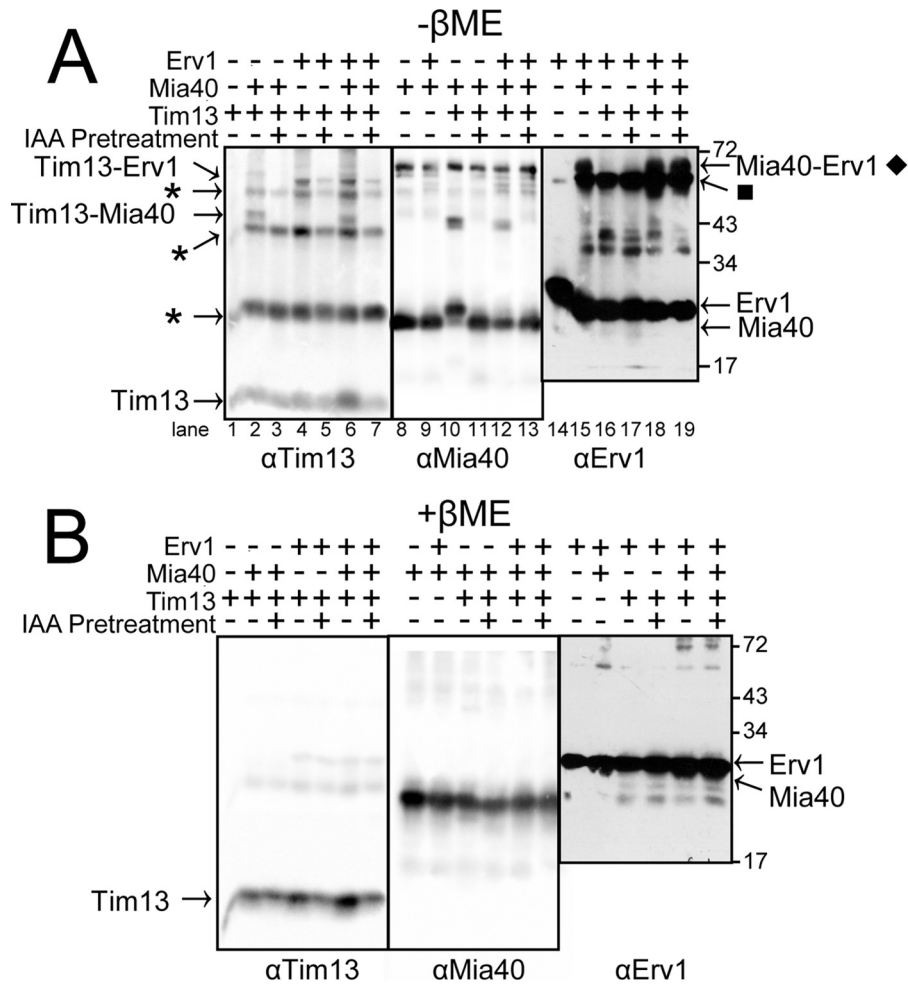 A
-βME
Erv1 - - - + + + + - + - - + + + + + + + +
Mia40 - + + - - + + + + + + + + - + - - + +
Tim13 + + + + + + + - - + + + + - - + + + +
IAA Pretreatment + + + + + + +
Tim13-Erv1
*
Tim13-Mia40
*
*
Tim13
72
Mia40-Erv1
43
34
Erv1
Mia40
17
lane 1 2 3 4 5 6 7 8 9 10 11 12 13 14 15 16 17 18 19
αTim13 αMia40 αErv1
B
+βME
Erv1 - - - + + + + - + - - + + + + + + + +
Mia40 - + + - - + + + + + + + + - + - - + +
Tim13 + + + + + + + - - + + + + - - + + + +
IAA Pretreatment + + + + + + +
72
43
34
Erv1
Mia40
17
Tim13
αTim13 αMia40 αErv1